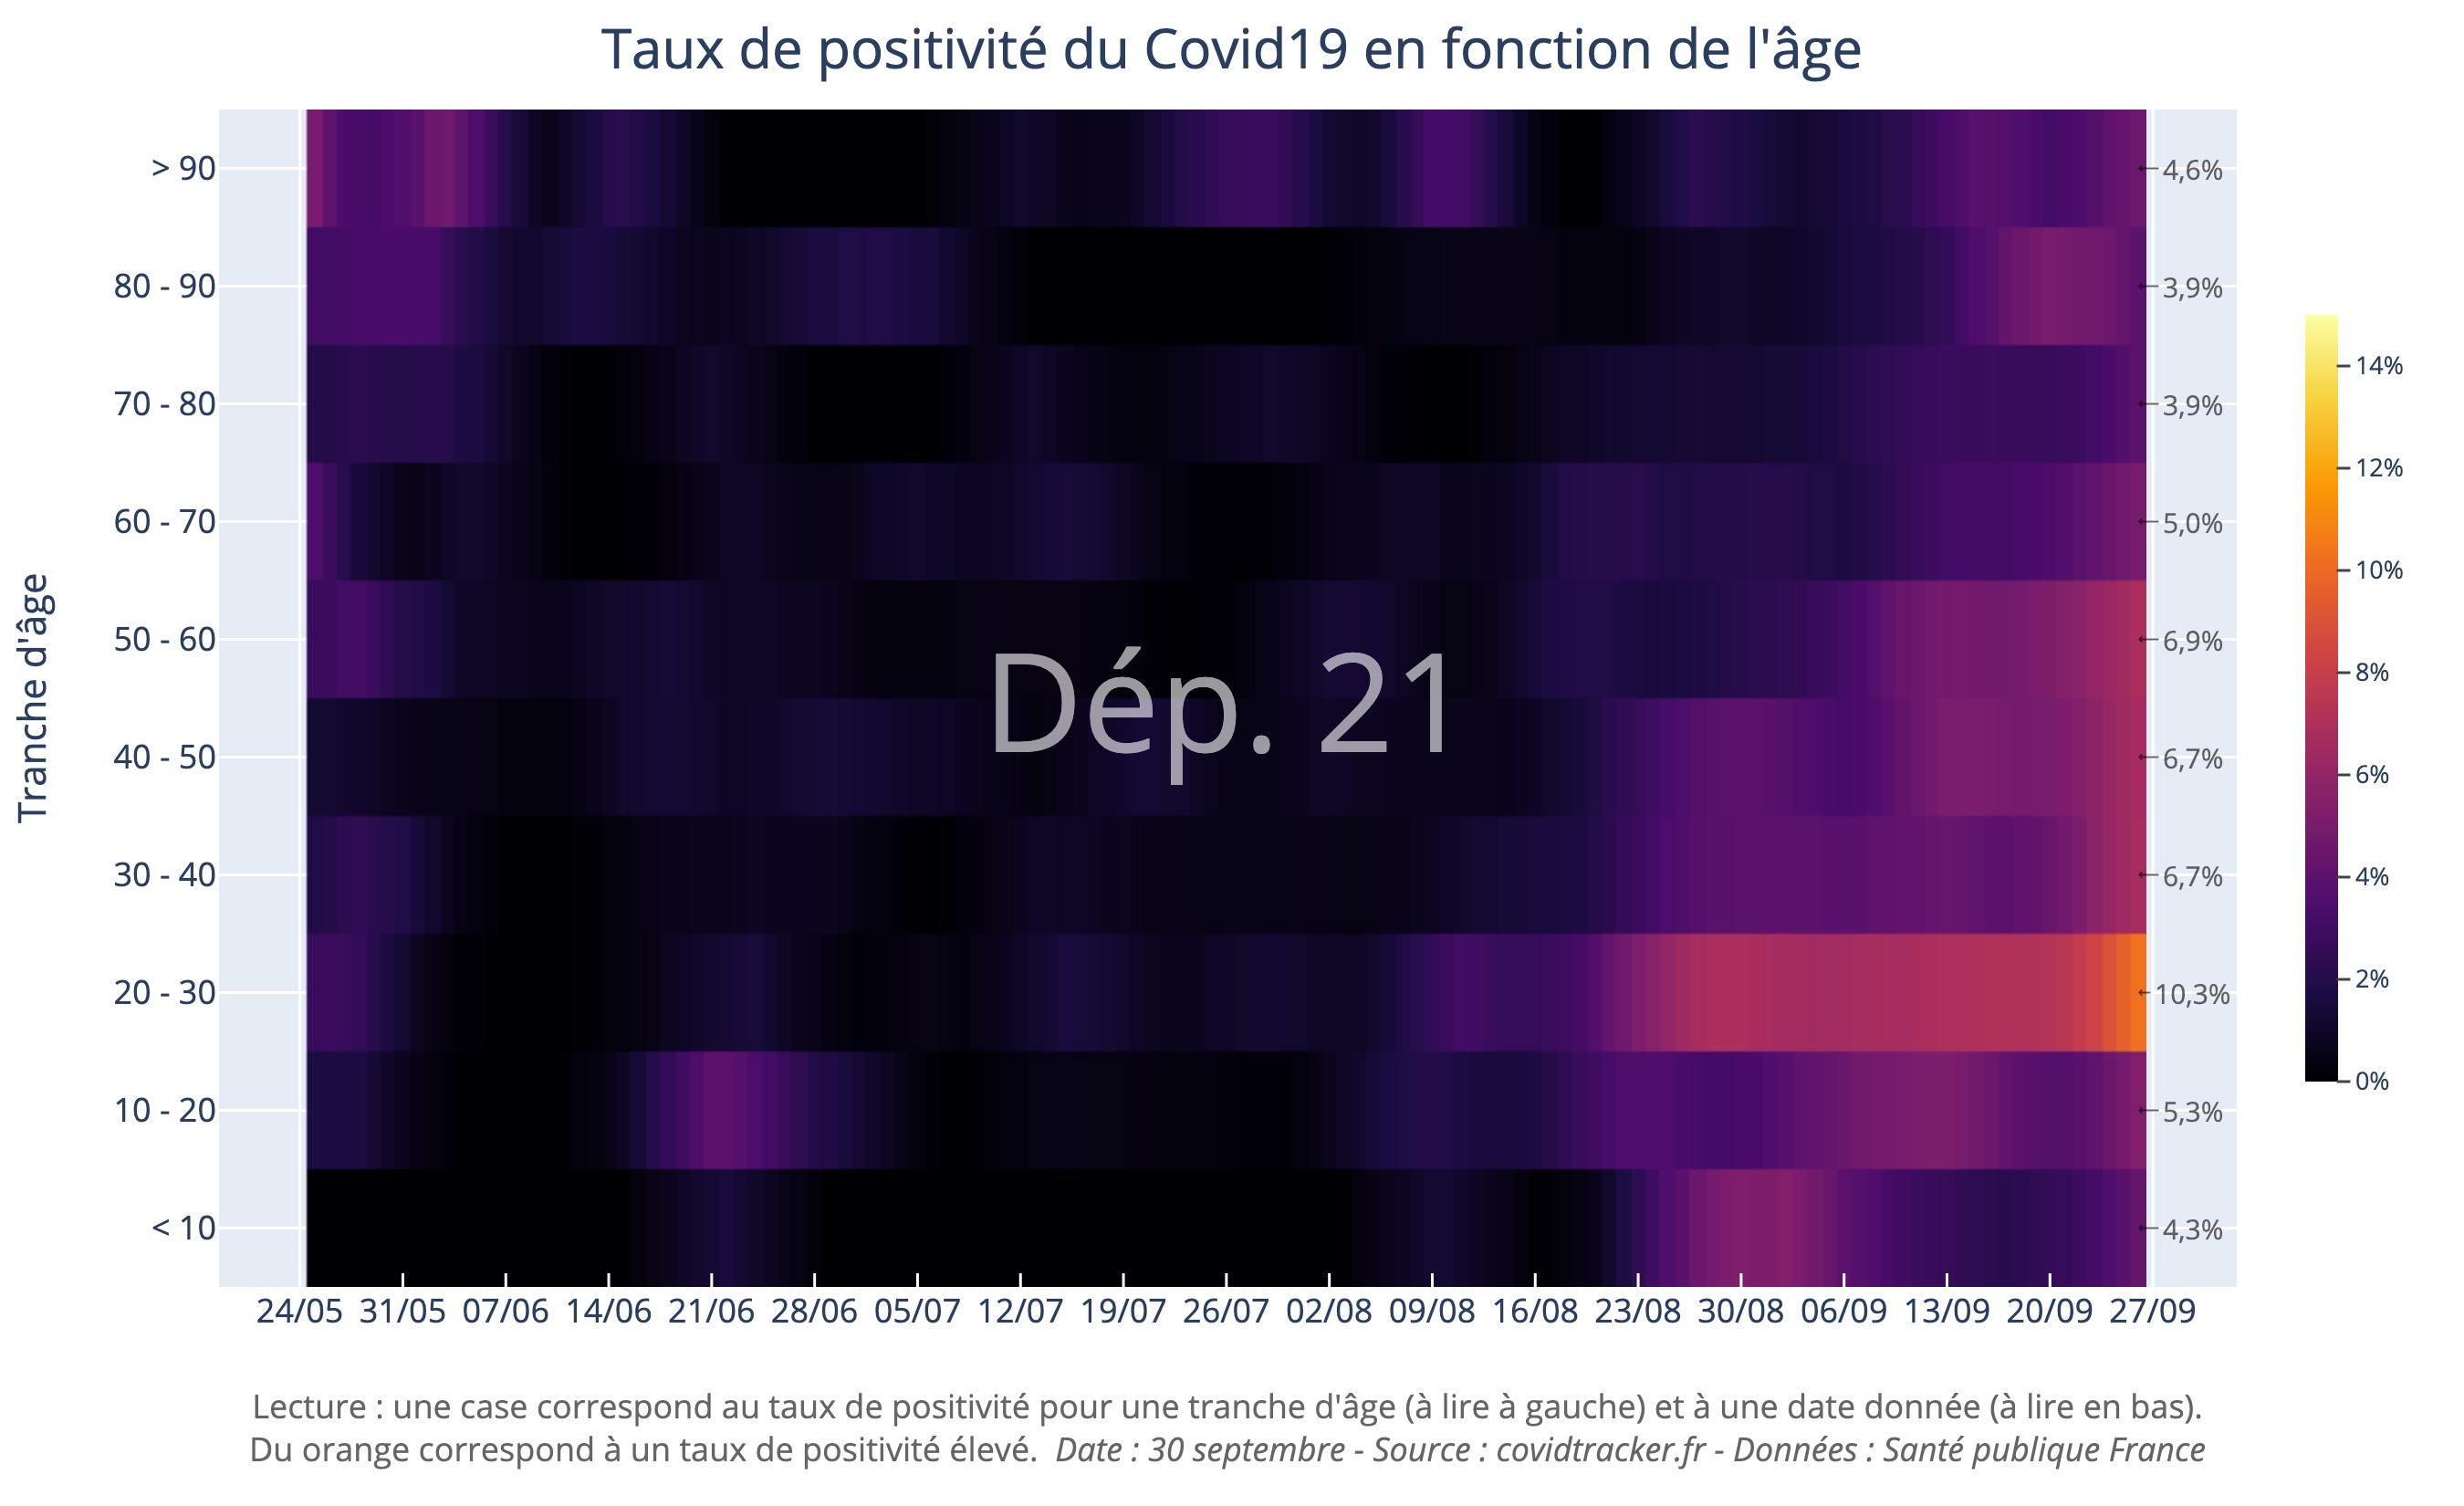 Taux de positivité du Covid19 en fonction de l'âge
Tranche d'âge
> 90
80 - 90
70 - 80
60 - 70
50 - 60
40 - 50
30 - 40
20 - 30
10 - 20
< 10
Dép. 21
4,6%
3,9%
3,9%
5,0%
6,9%
6,7%
6,7%
10,3%
5,3%
4,3%
14%
12%
10%
8%
6%
4%
2%
0%
24/05 31/05 07/06 14/06 21/06 28/06 05/07 12/07 19/07 26/07 02/08 09/08 16/08 23/08 30/08 06/09 13/09 20/09 27/09
Lecture : une case correspond au taux de positivité pour une tranche d'âge (à lire à gauche) et à une date donnée (à lire en bas).
Du orange correspond à un taux de positivité élevé. Date : 30 septembre - Source : covidtracker.fr - Données : Santé publique France